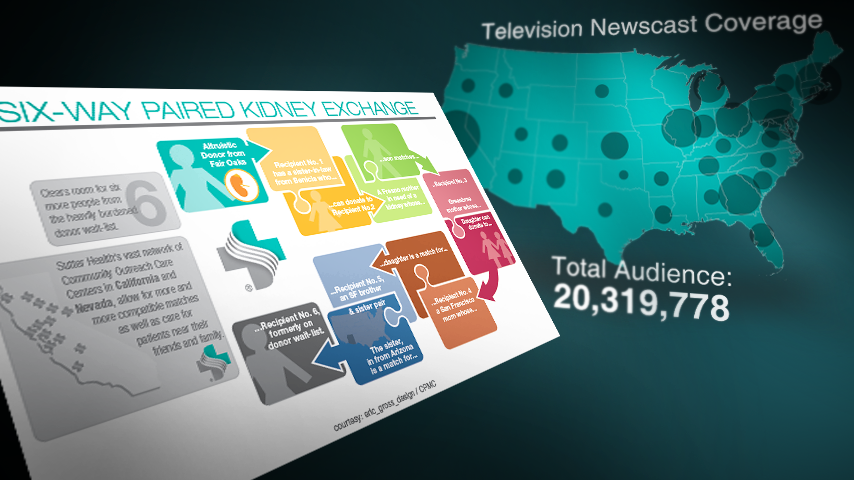 Television Newscast Coverage
SIX-WAY PAIRED KIDNEY EXCHANGE
Altruistic
Donor from
Fair Oaks
Recipient No. 1
has a sister-in-law
from Benicia who...
...can donate to
Recipient No.2
...son matches...
A Fresno mother
in need of a
kidney whose...
...Recipient No. 3
Greenbrae
mother whose...
Daughter can
donate to...
...daughter is a match for...
...Recipient No. 4
a San Francisco
mom whose...
...Recipient No. 5,
an SF brother
A sister pair
The sister,
in from Arizona
is a match for...
...Recipient No. 6,
formerly on
donor wait-list.
Clears room for six
more people from
the heavily burdened
donor wait-list.
6
Sutter Health's vast network of
Community Outreach Care
Centers in California and
Nevada, allow for more and
more compatible matches
as well as care for
patients near their
friends and family.
®
courtesy: eric_gross_design / CPMC
Total Audience:
20,319,778